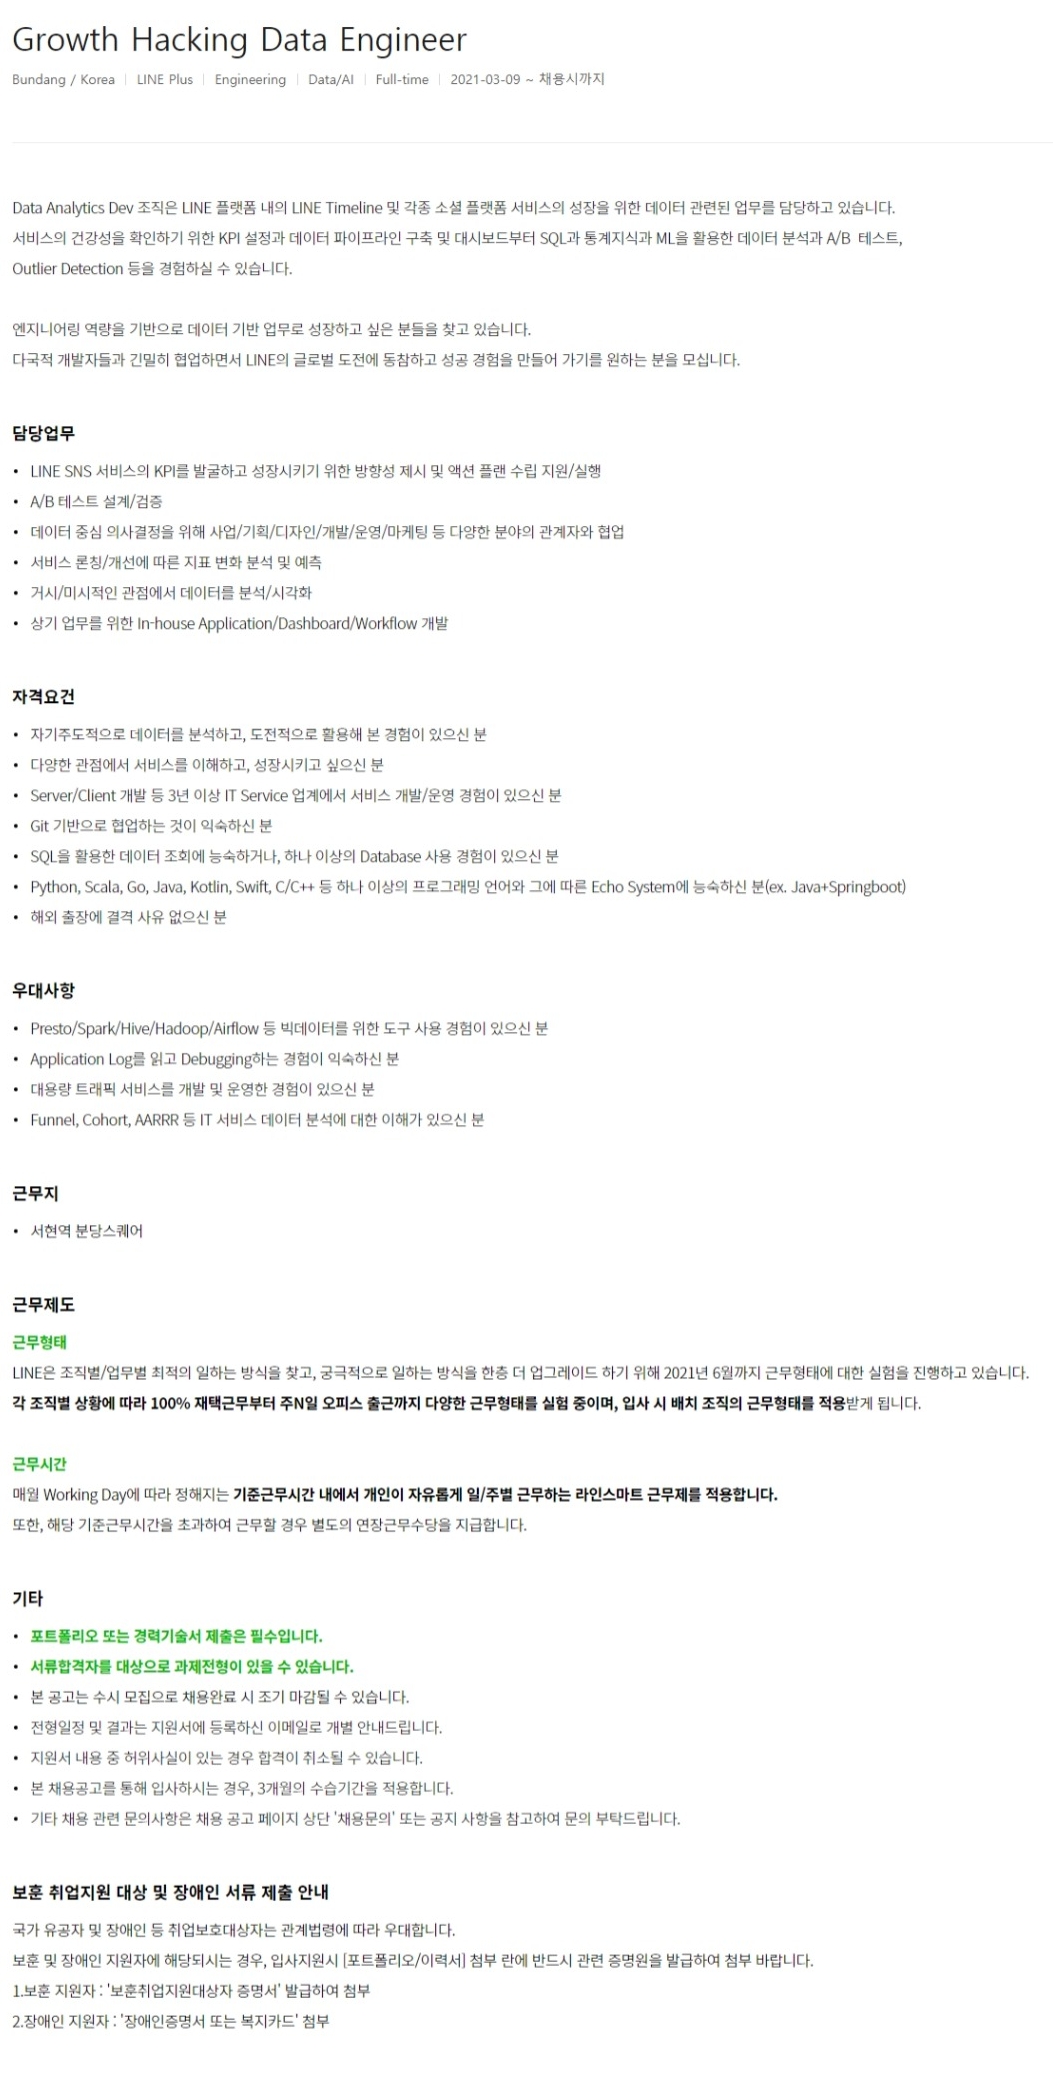 Growth Hacking Data Engineer
Bundang / Korea | LINE Plus | Engineering | Data/AI | Full-time | 2021-03-09 ~ 채용시까지
Data Analytics Dev 조직은 LINE 플랫폼 내의 LINE Timeline 및 각종 소셜 플랫폼 서비스의 성장을 위한 데이터 관련된 업무를 담당하고 있습니다.
서비스의 건강성을 확인하기 위한 KPI 설정과 데이터 파이프라인 구축 및 대시보드부터 SQL과 통계지식과 ML을 활용한 데이터 분석과 A/B 테스트,
Outlier Detection 등을 경험하실 수 있습니다.
엔지니어링 역량을 기반으로 데이터 기반 업무로 성장하고 싶은 분들을 찾고 있습니다.
다국적 개발자들과 긴밀히 협업하면서 LINE의 글로벌 도전에 동참하고 성공 경험을 만들어 가기를 원하는 분을 모십니다.
담당업무
• LINE SNS 서비스의 KPI를 발굴하고 성장시키기 위한 방향성 제시 및 액션 플랜 수립 지원/실행
• A/B 테스트 설계/검증
• 데이터 중심 의사결정을 위해 사업/기획/디자인/개발/운영/마케팅 등 다양한 분야의 관계자와 협업
• 서비스 론칭/개선에 따른 지표 변화 분석 및 예측
• 거시/미시적인 관점에서 데이터를 분석/시각화
• 상기 업무를 위한 In-house Application/Dashboard/Workflow 개발
자격요건
• 자기주도적으로 데이터를 분석하고, 도전적으로 활용해 본 경험이 있으신 분
• 다양한 관점에서 서비스를 이해하고, 성장시키고 싶으신 분
• Server/Client 개발 등 3년 이상 IT Service 업계에서 서비스 개발/운영 경험이 있으신 분
• Git 기반으로 협업하는 것이 익숙하신 분
• SQL을 활용한 데이터 조회에 능숙하거나, 하나 이상의 Database 사용 경험이 있으신 분
• Python, Scala, Go, Java, Kotlin, Swift, C/C++ 등 하나 이상의 프로그래밍 언어와 그에 따른 Echo System에 능숙하신 분(ex. Java+Springboot)
• 해외 출장에 결격 사유 없으신 분
우대사항
• Presto/Spark/Hive/Hadoop/Airflow 등 빅데이터를 위한 도구 사용 경험이 있으신 분
• Application Log를 읽고 Debugging하는 경험이 익숙하신 분
• 대용량 트래픽 서비스를 개발 및 운영한 경험이 있으신 분
• Funnel, Cohort, AARRR 등 IT 서비스 데이터 분석에 대한 이해가 있으신 분
근무지
• 서현역 분당스퀘어
근무제도
근무형태
LINE은 조직별/업무별 최적의 일하는 방식을 찾고, 궁극적으로 일하는 방식을 한층 더 업그레이드 하기 위해 2021년 6월까지 근무형태에 대한 실험을 진행하고 있습니다.
각 조직별 상황에 따라 100% 재택근무부터 주N일 오피스 출근까지 다양한 근무형태를 실험 중이며, 입사 시 배치 조직의 근무형태를 적용받게 됩니다.
근무시간
매월 Working Day에 따라 정해지는 기준근무시간 내에서 개인이 자유롭게 일/주별 근무하는 라인스마트 근무제를 적용합니다.
또한, 해당 기준근무시간을 초과하여 근무할 경우 별도의 연장근무수당을 지급합니다.
기타
• 포트폴리오 또는 경력기술서 제출은 필수입니다.
• 서류합격자를 대상으로 과제전형이 있을 수 있습니다.
• 본 공고는 수시 모집으로 채용완료 시 조기 마감될 수 있습니다.
• 전형일정 및 결과는 지원서에 등록하신 이메일로 개별 안내드립니다.
• 지원서 내용 중 허위사실이 있는 경우 합격이 취소될 수 있습니다.
• 본 채용공고를 통해 입사하시는 경우, 3개월의 수습기간을 적용합니다.
• 기타 채용 관련 문의사항은 채용 공고 페이지 상단 '채용문의' 또는 공지 사항을 참고하여 문의 부탁드립니다.
보훈 취업지원 대상 및 장애인 서류 제출 안내
국가 유공자 및 장애인 등 취업보호대상자는 관계법령에 따라 우대합니다.
보훈 및 장애인 지원자에 해당되시는 경우, 입사지원시 [포트폴리오/이력서] 첨부 란에 반드시 관련 증명원을 발급하여 첨부 바랍니다.
1.보훈 지원자 : '보훈취업지원대상자 증명서' 발급하여 첨부
2.장애인 지원자 : '장애인증명서 또는 복지카드' 첨부